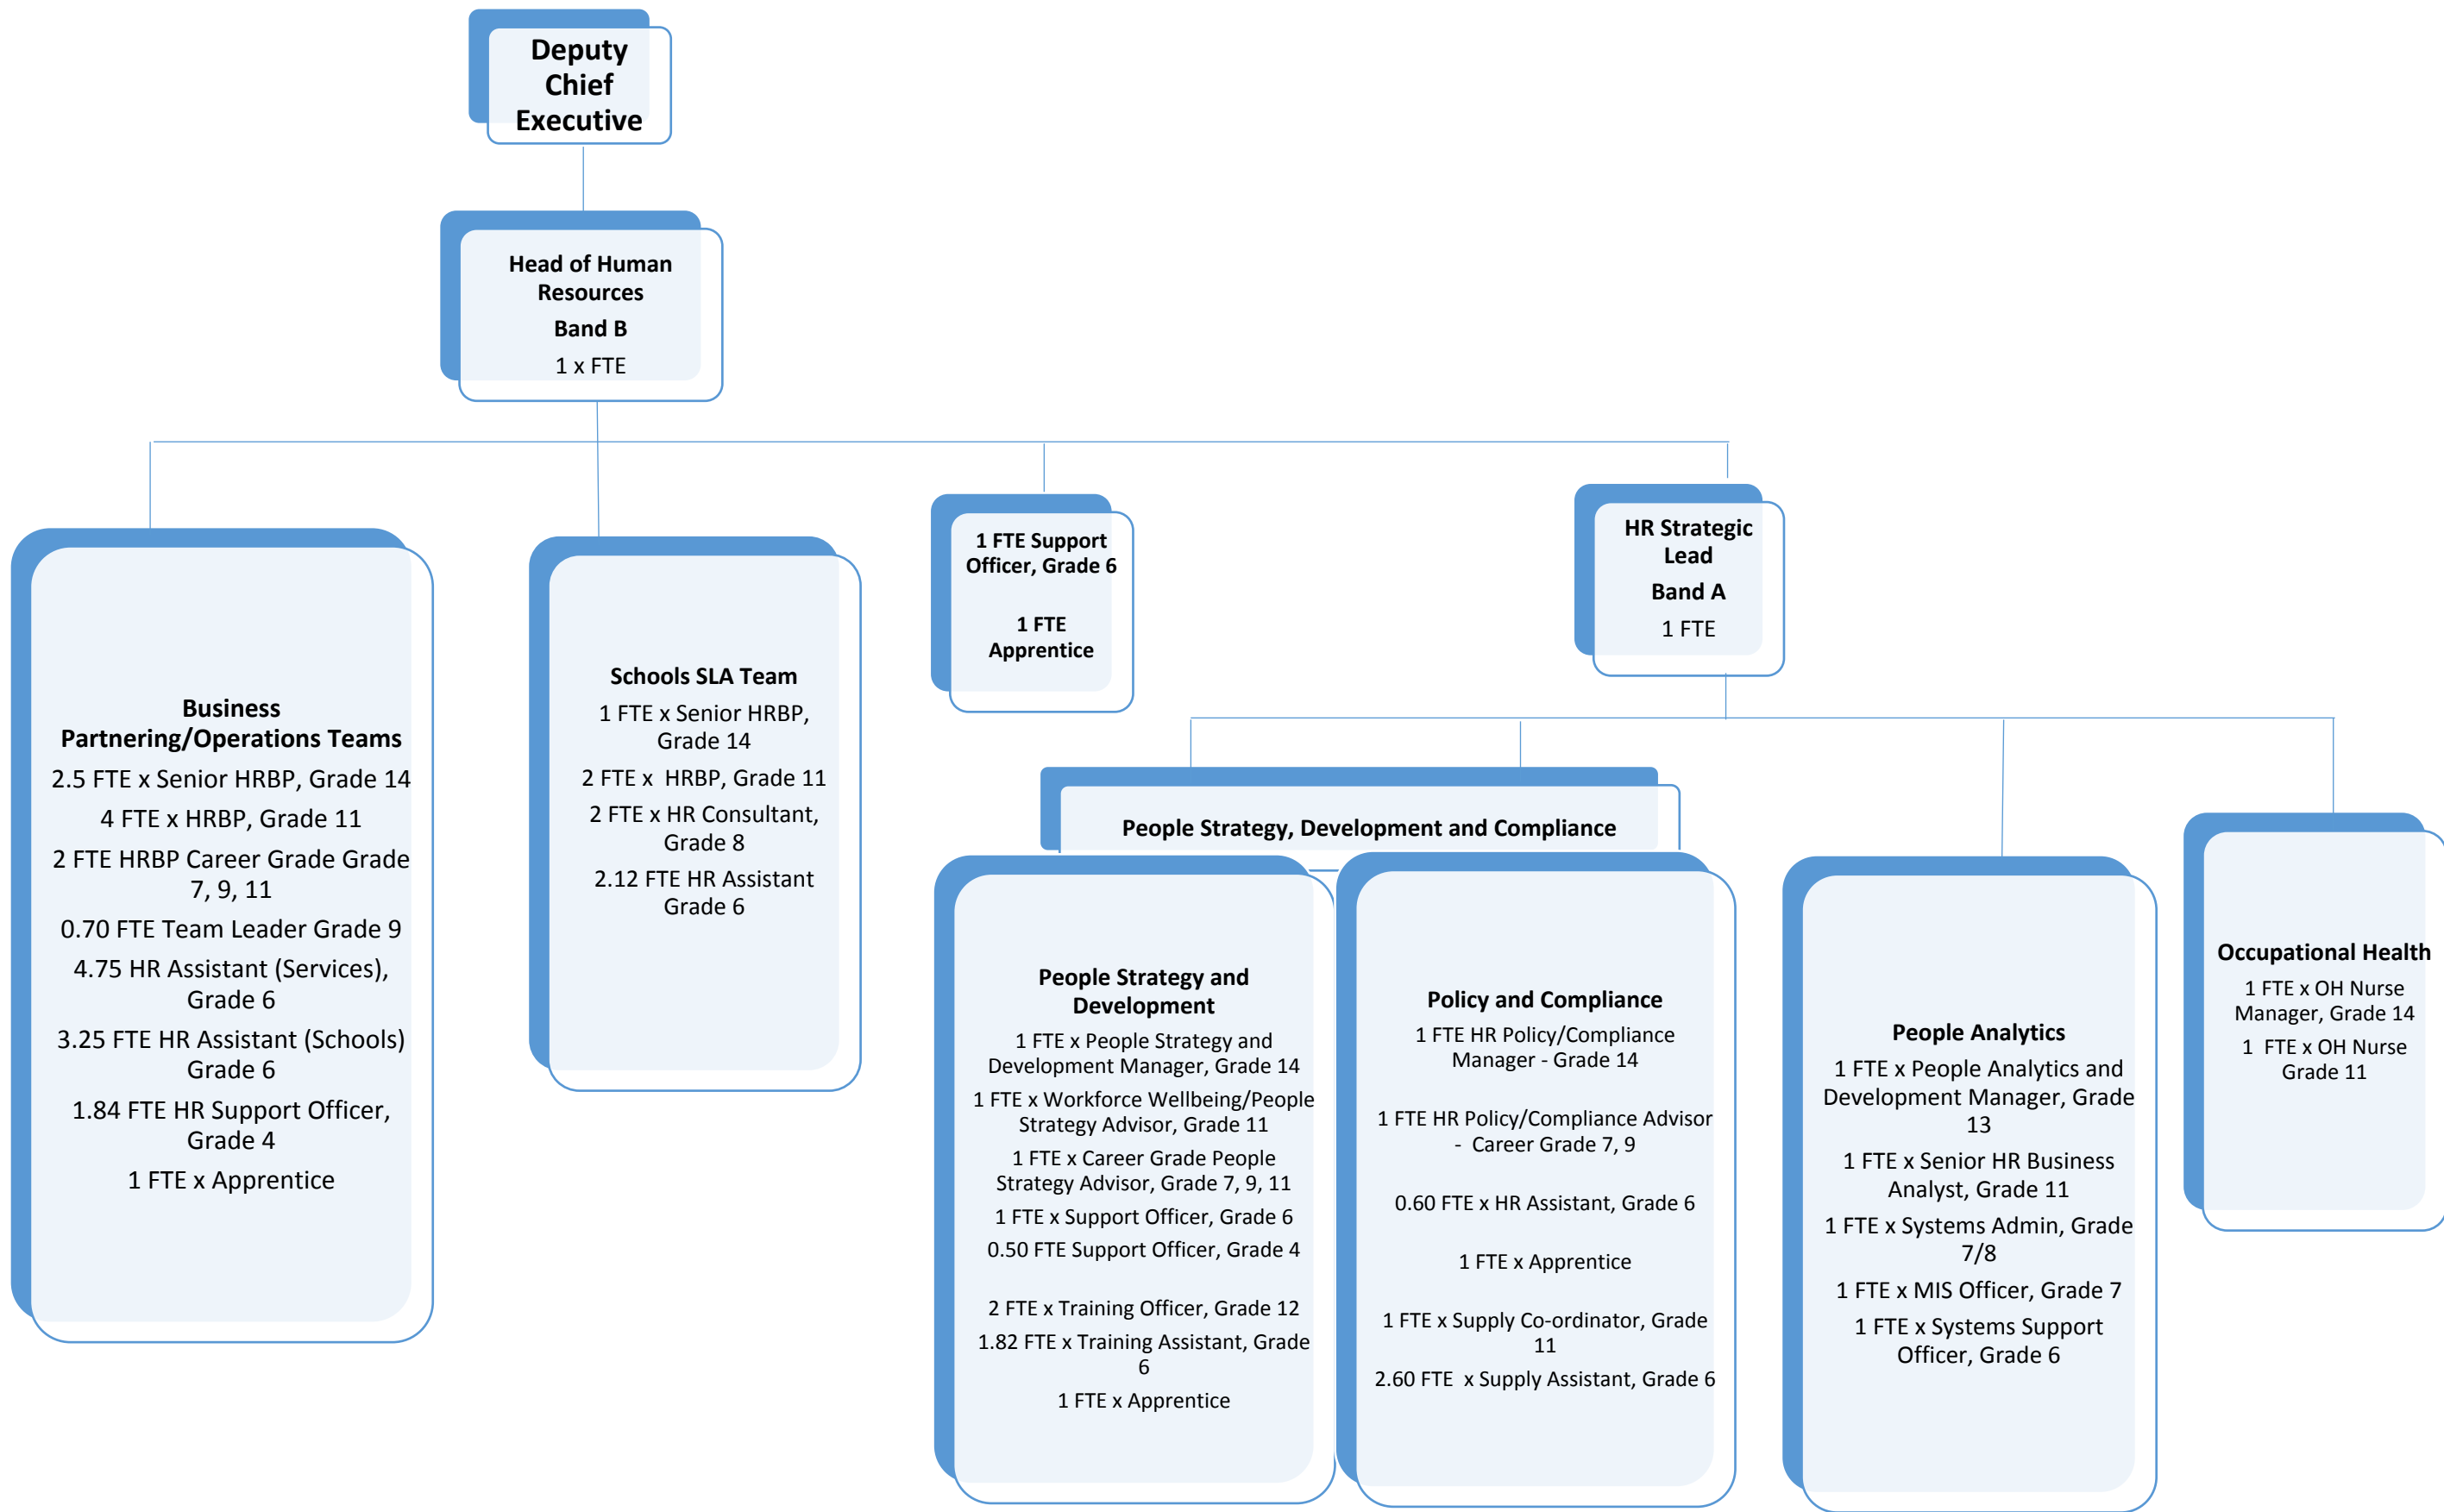 Deputy
Chief
Executive
Head of Human
Resources
Band B
1 x FTE
Business
Partnering/Operations Teams
2.5 FTE x Senior HRBP, Grade 14
4 FTE x HRBP, Grade 11
2 FTE HRBP Career Grade Grade
7, 9, 11
0.70 FTE Team Leader Grade 9
4.75 HR Assistant (Services),
Grade 6
3.25 FTE HR Assistant (Schools)
Grade 6
1.84 FTE HR Support Officer,
Grade 4
1 FTE x Apprentice
Schools SLA Team
1 FTE x Senior HRBP,
Grade 14
2 FTE x HRBP, Grade 11
2 FTE x HR Consultant,
Grade 8
2.12 FTE HR Assistant
Grade 6
1 FTE Support
Officer, Grade 6
1 FTE
Apprentice
HR Strategic
Lead
Band A
1 FTE
People Strategy, Development and Compliance
People Strategy and
Development
1 FTE x People Strategy and
Development Manager, Grade 14
1 FTE x Workforce Wellbeing/People
Strategy Advisor, Grade 11
1 FTE x Career Grade People
Strategy Advisor, Grade 7, 9, 11
1 FTE x Support Officer, Grade 6
0.50 FTE Support Officer, Grade 4
2 FTE x Training Officer, Grade 12
1.82 FTE x Training Assistant, Grade
6
1 FTE x Apprentice
Policy and Compliance
1 FTE HR Policy/Compliance
Manager - Grade 14
1 FTE HR Policy/Compliance Advisor
- Career Grade 7, 9
0.60 FTE x HR Assistant, Grade 6
1 FTE x Apprentice
1 FTE x Supply Co-ordinator, Grade
11
2.60 FTE x Supply Assistant, Grade 6
People Analytics
1 FTE x People Analytics and
Development Manager, Grade
13
1 FTE x Senior HR Business
Analyst, Grade 11
1 FTE x Systems Admin, Grade
7/8
1 FTE x MIS Officer, Grade 7
1 FTE x Systems Support
Officer, Grade 6
Occupational Health
1 FTE x OH Nurse
Manager, Grade 14
1 FTE x OH Nurse
Grade 11